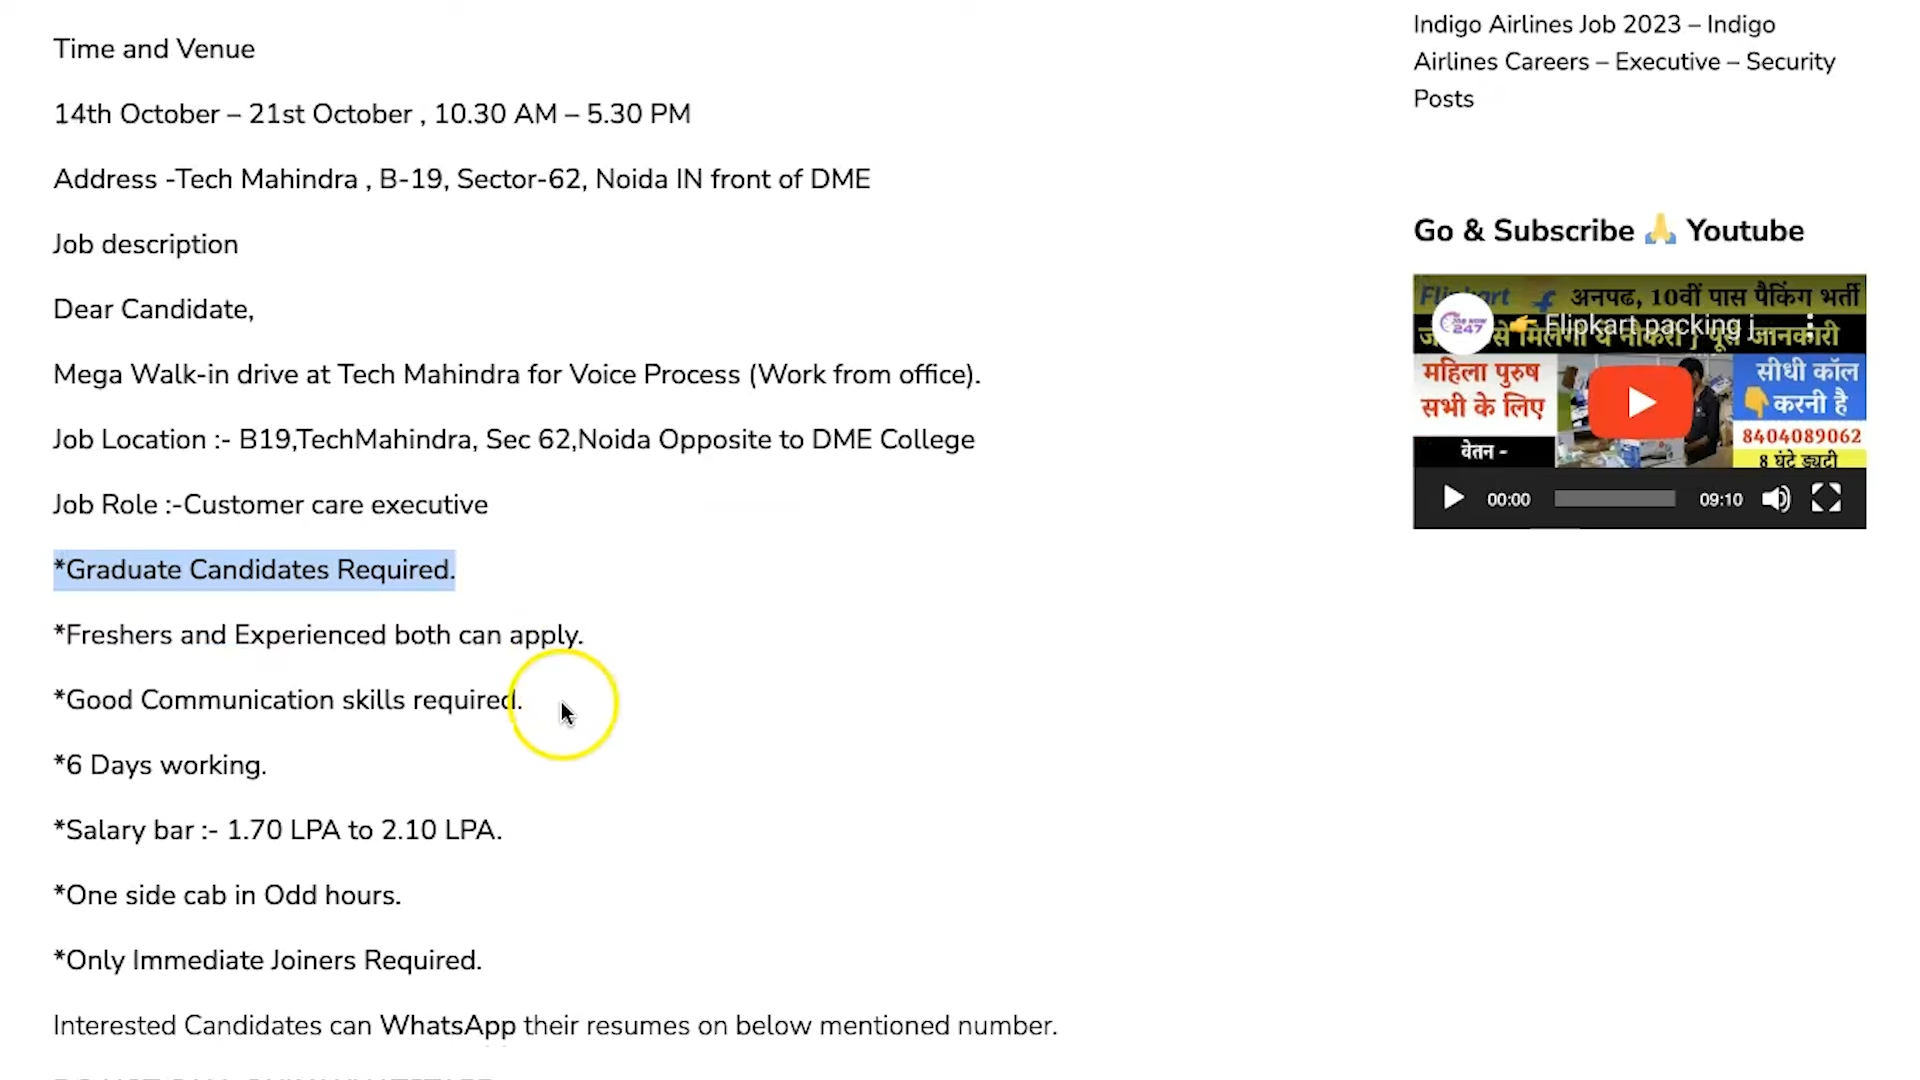 Time and Venue
14th October – 21st October , 10.30 AM – 5.30 PM
Address -Tech Mahindra , B-19, Sector-62, Noida IN front of DME
Job description
Dear Candidate,
Mega Walk-in drive at Tech Mahindra for Voice Process (Work from office).
Job Location :- B19,TechMahindra, Sec 62,Noida Opposite to DME College
Job Role :-Customer care executive
*Graduate Candidates Required.
*Freshers and Experienced both can apply.
*Good Communication skills required.
*6 Days working.
*Salary bar :- 1.70 LPA to 2.10 LPA.
*One side cab in Odd hours.
*Only Immediate Joiners Required.
Interested Candidates can WhatsApp their resumes on below mentioned number.
Indigo Airlines Job 2023 – Indigo
Airlines Careers – Executive – Security
Posts
Go & Subscribe 🙏 Youtube
Flipkart अनपढ, 10वीं पास पैकिंग भर्ती
👉 Flipkart packing j...
से मिलेगी ये नौकरी } पूरी जानकारी
महिला पुरुष
सभी के लिए
वेतन -
सीधी कॉल
👇करनी है
8404089062
8 घंटे ड्यूटी
00:00
09:10